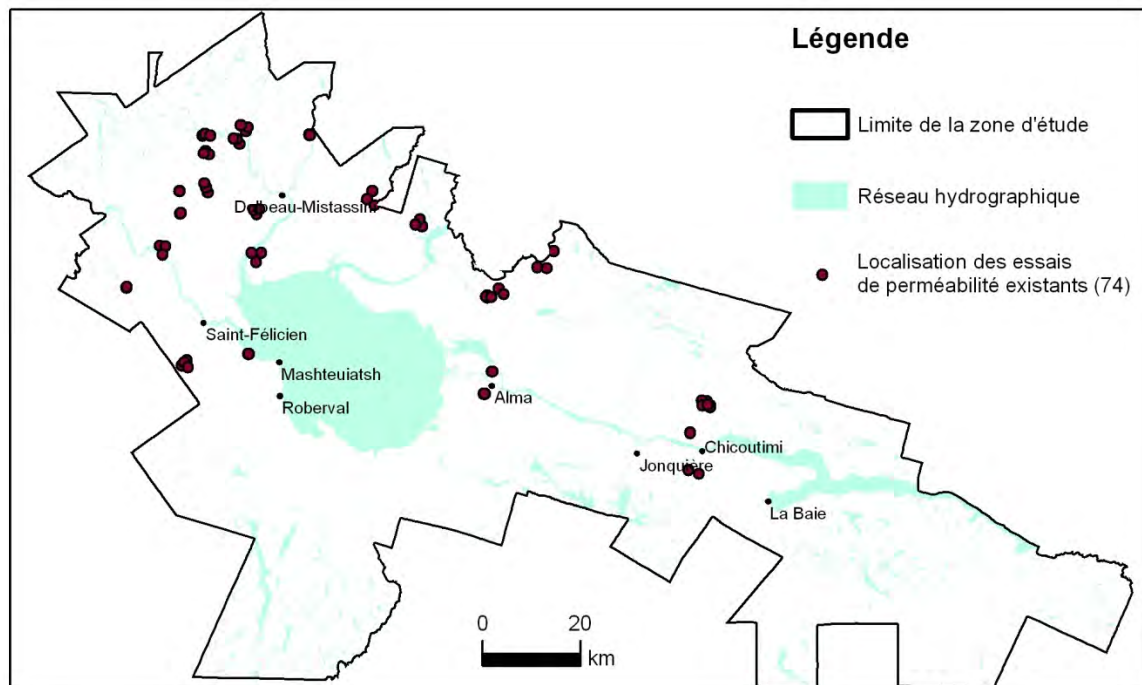 Légende
Limite de la zone d'étude
Réseau hydrographique
Localisation des essais
de perméabilité existants (74)
Dolbeau-Mistassini
Saint-Félicien
Mashteuiatsh
Roberval
Alma
Chicoutimi
Jonquière
La Baie
0 20
km